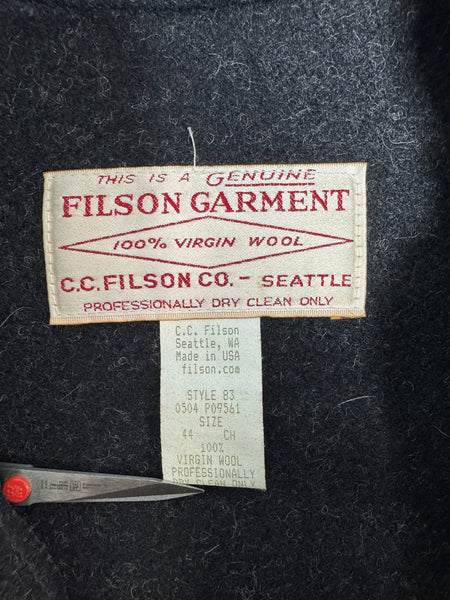 THIS IS A GENUINE
FILSON GARMENT
100% VIRGIN WOOL
C.C. FILSON CO. - SEATTLE
PROFESSIONALLY DRY CLEAN ONLY
C.C. Filson
Seattle, WA
Made in USA
filson.com
STYLE 83
0504 P09561
SIZE
44 CH
100%
VIRGIN WOOL
PROFESSIONALLY
DRY CLEAN ONLY